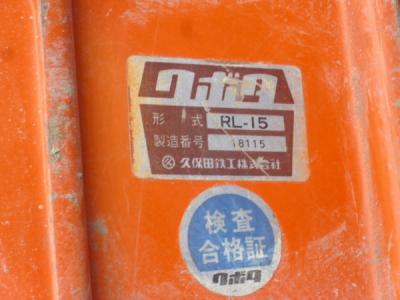 クボタ
形 式 RL-15
製造番号 18115
久保田鉄工株式会社
検査
合格証
クボタ